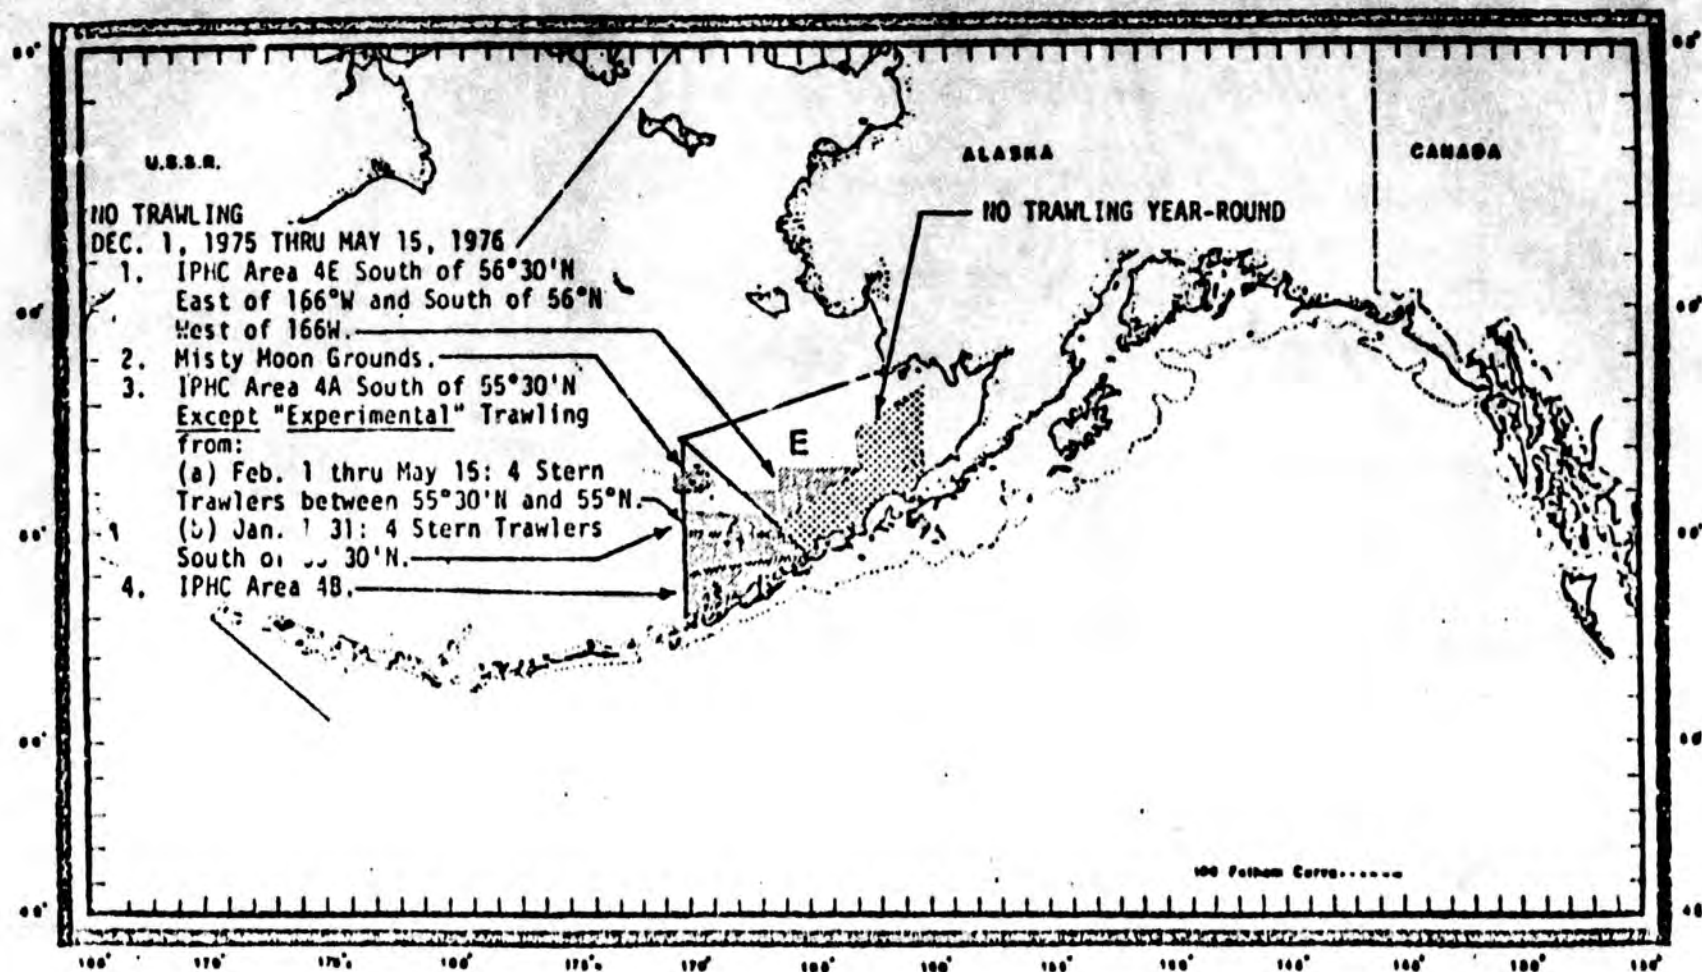 U.S.S.R.
ALASKA
CANADA
NO TRAWLING
DEC. 1, 1975 THRU MAY 15, 1976
1. IPHC Area 4E South of 56°30'N
East of 166°W and South of 56°N
West of 166W.
2. Misty Moon Grounds.
3. IPHC Area 4A South of 55°30'N
Except "Experimental" Trawling
from:
(a) Feb. 1 thru May 15: 4 Stern
Trawlers between 55°30'N and 55°N.
(b) Jan. 31: 4 Stern Trawlers
South 30'N.
4. IPHC Area 4B.
NO TRAWLING YEAR-ROUND
E
100 Fathom Curve
170°